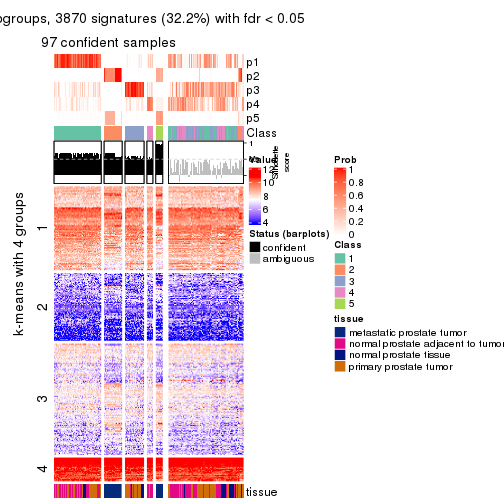 ogroups, 3870 signatures (32.2%) with fdr < 0.05
97 confident samples
p1
p2
p3
p4
p5
Class
1
Silhouette
score
k-means with 4 groups
1
2
3
4
tissue
Value
12
10
8
6
4
Status (barplots)
confident
ambiguous
Prob
1
0.8
0.6
0.4
0.2
0
Class
1
2
3
4
5
tissue
metastatic prostate tumor
normal prostate adjacent to tumor
normal prostate tissue
primary prostate tumor